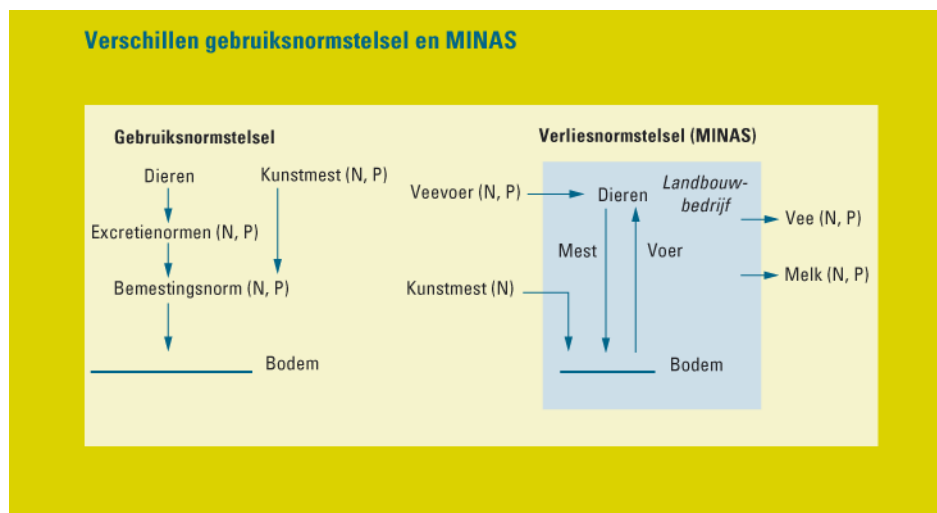 Verschillen gebruiksnormstelsel en MINAS
Gebruiksnormstelsel
Dieren
Kunstmest (N, P)
Excretienormen (N, P)
Bemestingsnorm (N, P)
Bodem
Verliesnormstelsel (MINAS)
Veevoer (N, P)
Dieren
Landbouw-
bedrijf
Vee (N, P)
Mest
Voer
Melk (N, P)
Kunstmest (N)
Bodem